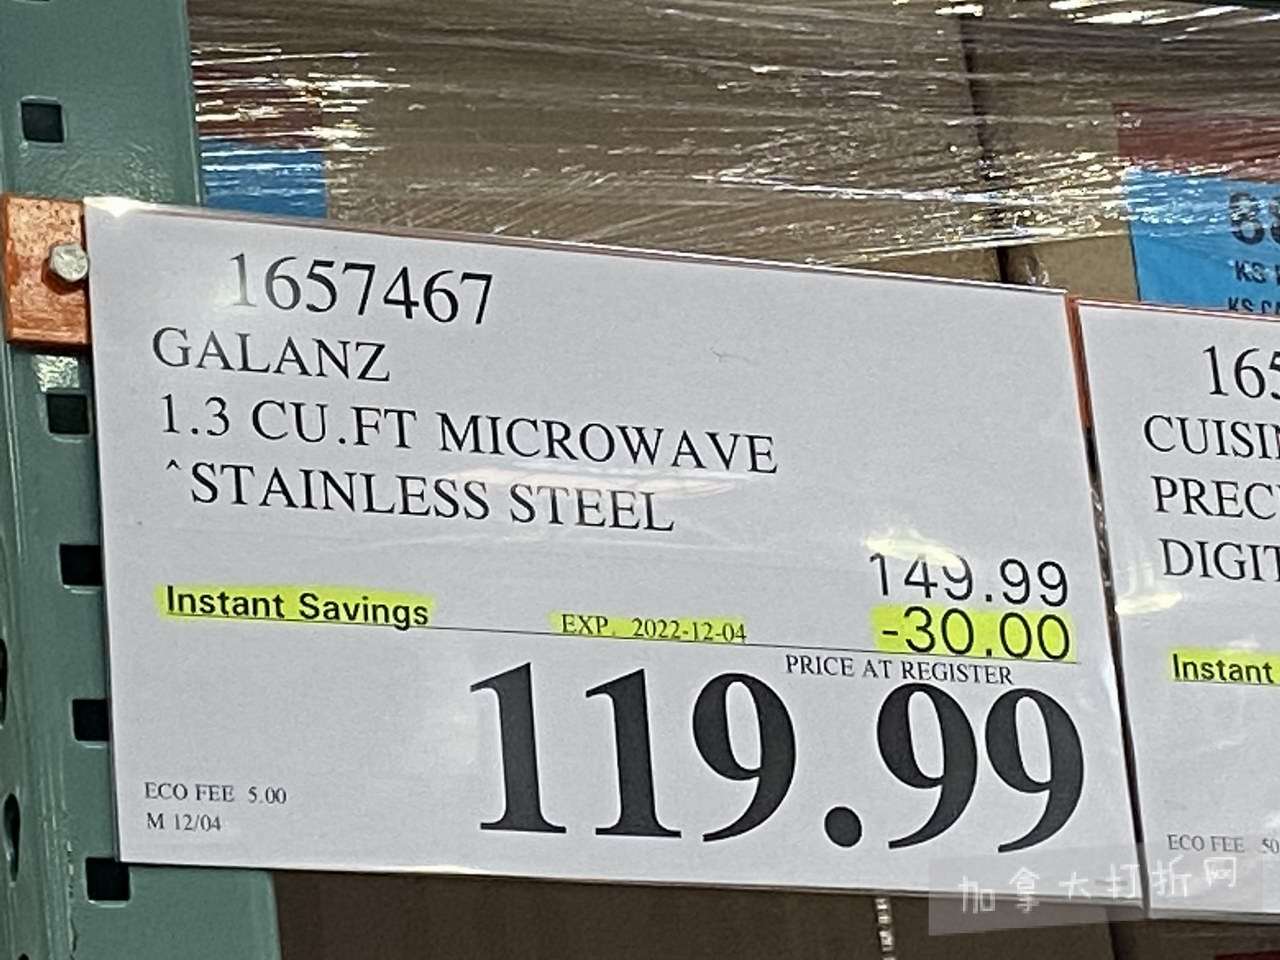 1657467
GALANZ
1.3 CU.FT MICROWAVE
^STAINLESS STEEL
149.99
Instant Savings EXP. 2022-12-04 -30.00
PRICE AT REGISTER
119.99
ECO FEE 5.00
M 12/04
KS
KS
165
DIGIT
Instant
ECO FEE
加拿大打折网